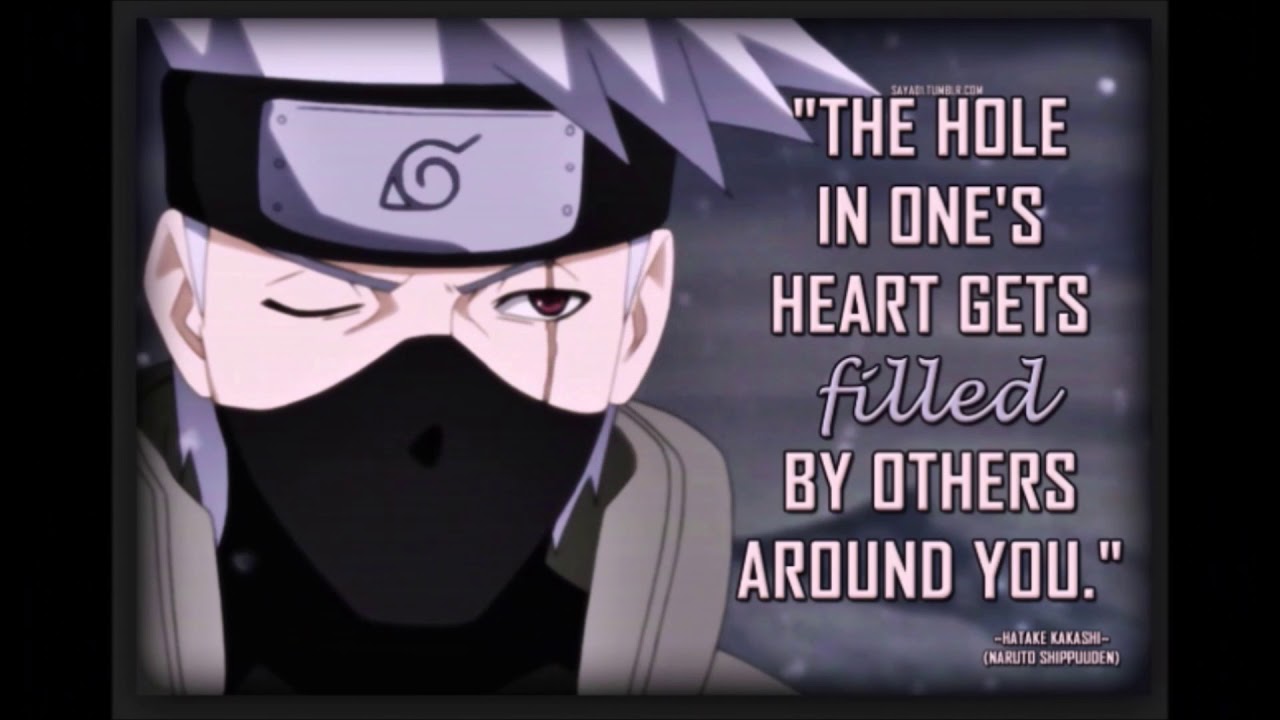 SAYADI.TUMBLR.COM
"THE HOLE
IN ONE'S
HEART GETS
filled
BY OTHERS
AROUND YOU."
-HATAKE KAKASHI-
(NARUTO SHIPPUUDEN)